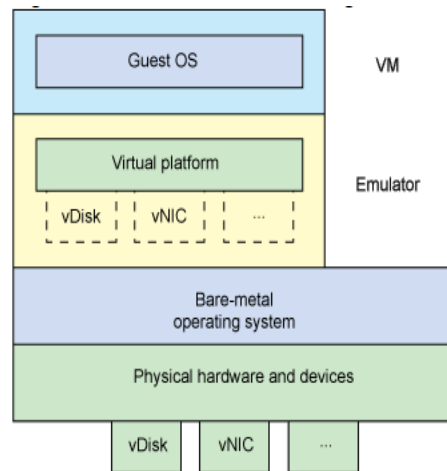 Guest OS
VM
Virtual platform
Emulator
vDisk
vNIC
...
Bare-metal
operating system
Physical hardware and devices
vDisk
vNIC
...